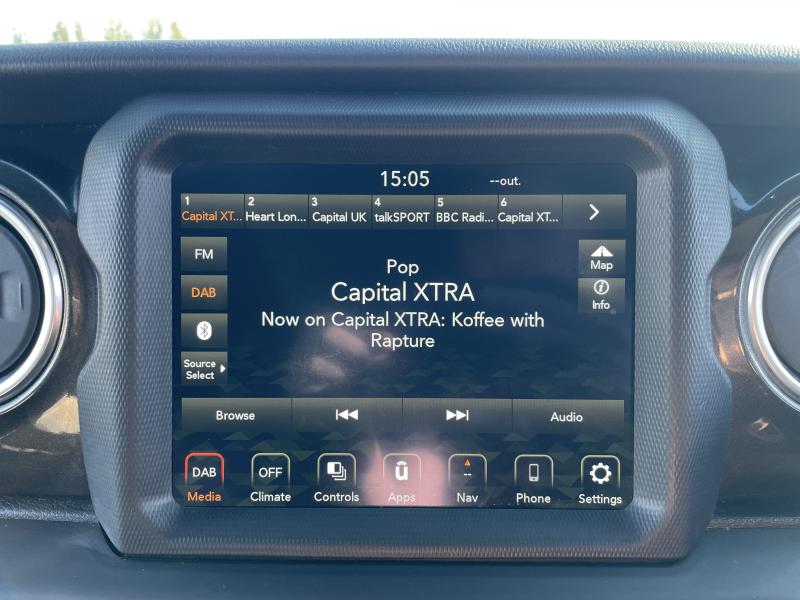 15:05 --out.
1 2 3 4 5 6
Capital XT... Heart Lon... Capital UK talkSPORT BBC Radi... Capital XT...
FM
Map
Pop
DAB
Capital XTRA
Info
Now on Capital XTRA: Koffee with
Rapture
Source
Select
Browse Audio
DAB OFF --
Media Climate Controls Apps Nav Phone Settings